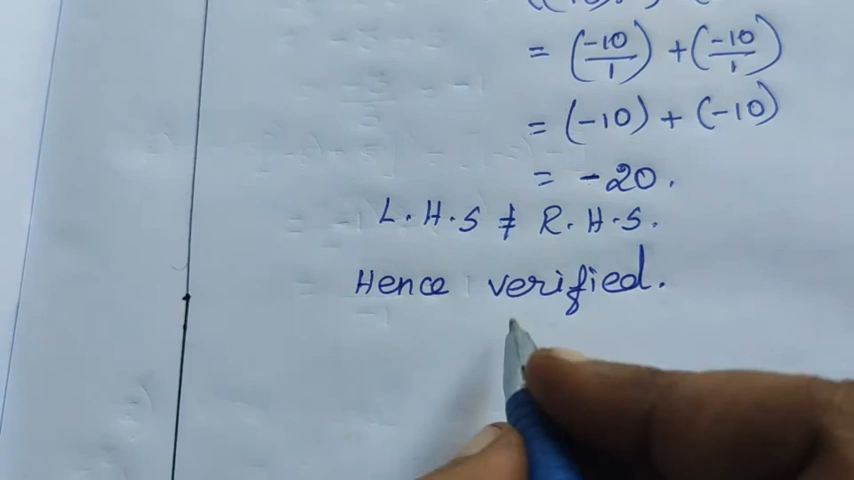 = (-10/1) + (-10/1)
= (-10) + (-10)
= -20.
L.H.S ≠ R.H.S.
Hence verified.